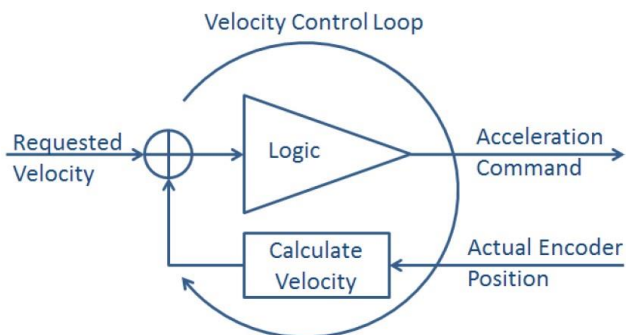 Velocity Control Loop
Requested
Velocity
Logic
Acceleration
Command
Calculate
Velocity
Actual Encoder
Position